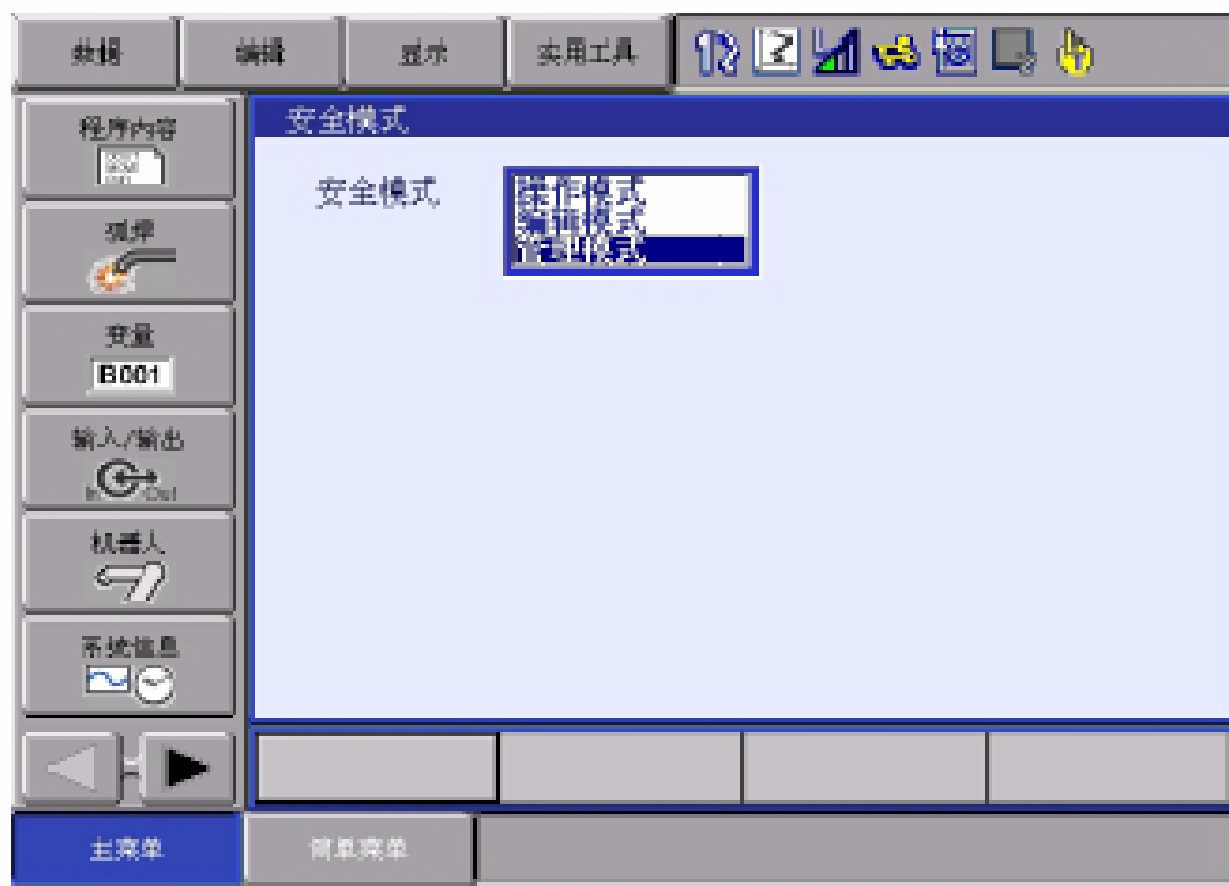 数据
编辑
显示
实用工具
程序内容
弧焊
变量
B001
输入/输出
In Out
机器人
系统信息
安全模式
安全模式
操作模式
编辑模式
管理模式
主菜单
简单菜单